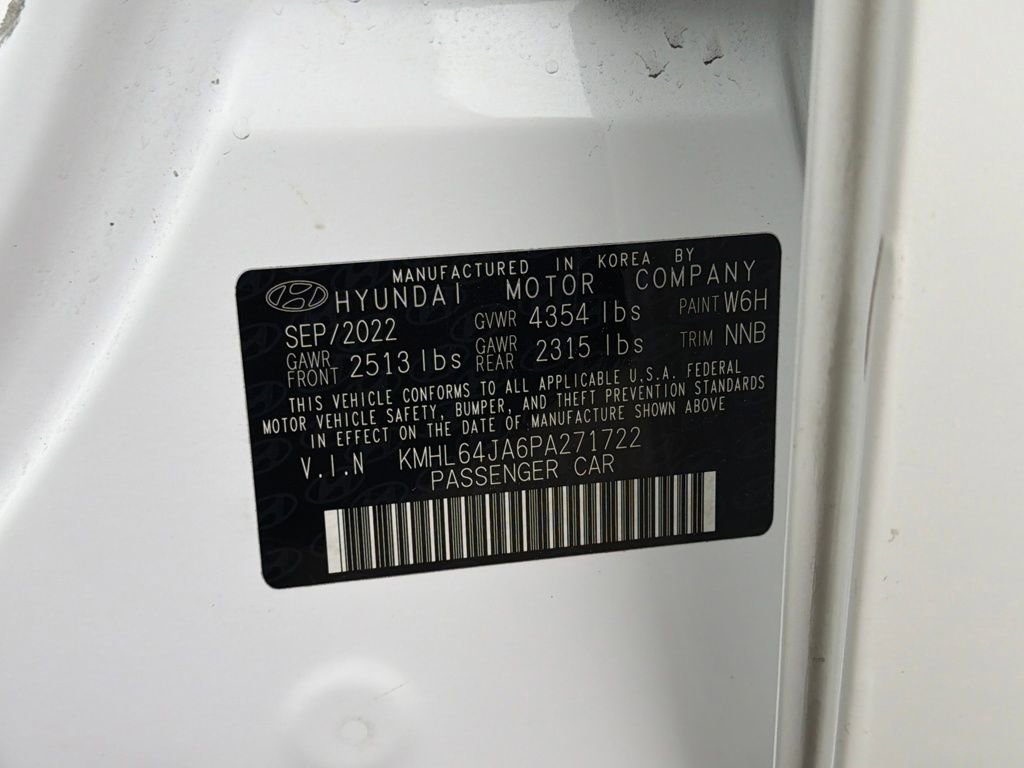 MANUFACTURED IN KOREA BY
HYUNDAI MOTOR COMPANY
SEP/2022 GVWR 4354 lbs PAINT W6H
GAWR FRONT 2513 lbs GAWR REAR 2315 lbs TRIM NNB
THIS VEHICLE CONFORMS TO ALL APPLICABLE U.S.A. FEDERAL
MOTOR VEHICLE SAFETY, BUMPER, AND THEFT PREVENTION STANDARDS
IN EFFECT ON THE DATE OF MANUFACTURE SHOWN ABOVE
V.I.N KMHL64JA6PA271722
PASSENGER CAR